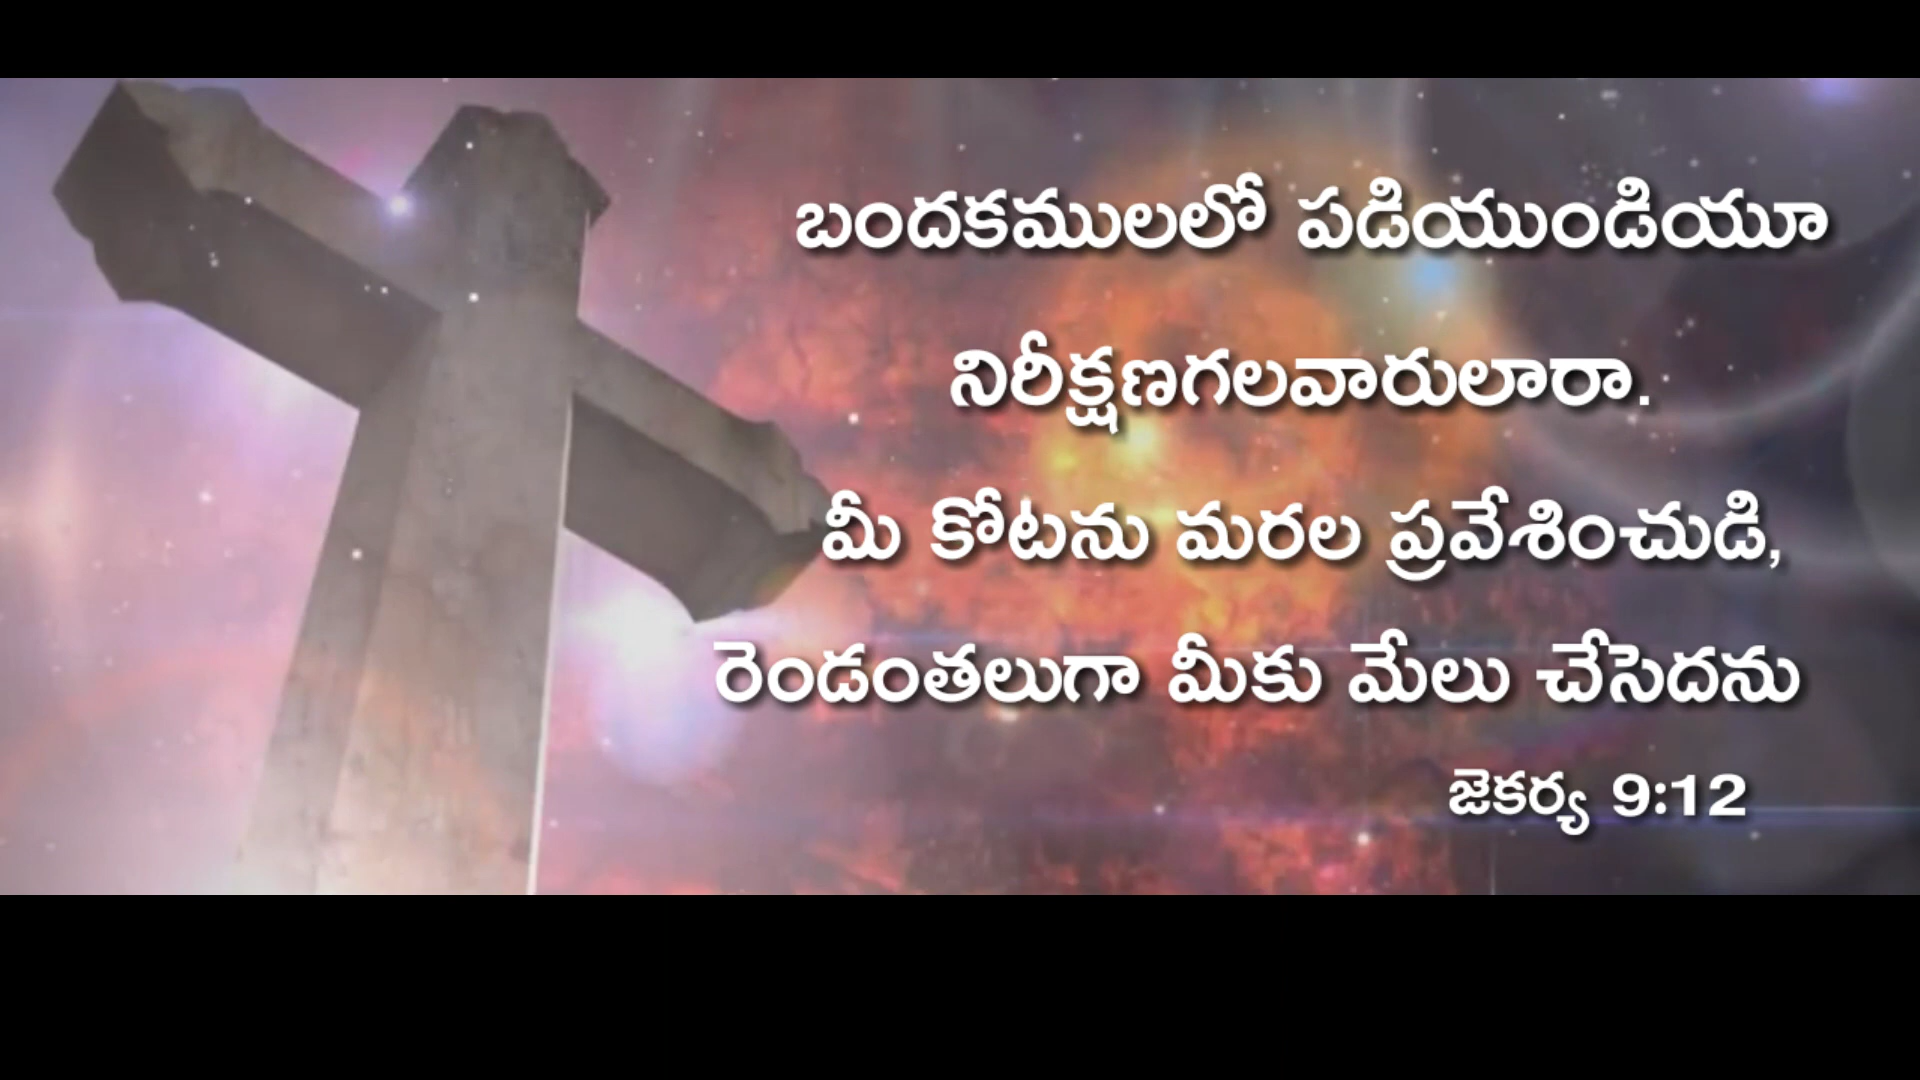 బందకములలో పడియుండియూ
నిరీక్షణగలవారులారా.
మీ కోటను మరల ప్రవేశించుడి,
రెండంతలుగా మీకు మేలు చేసెదను
జెకర్య 9:12